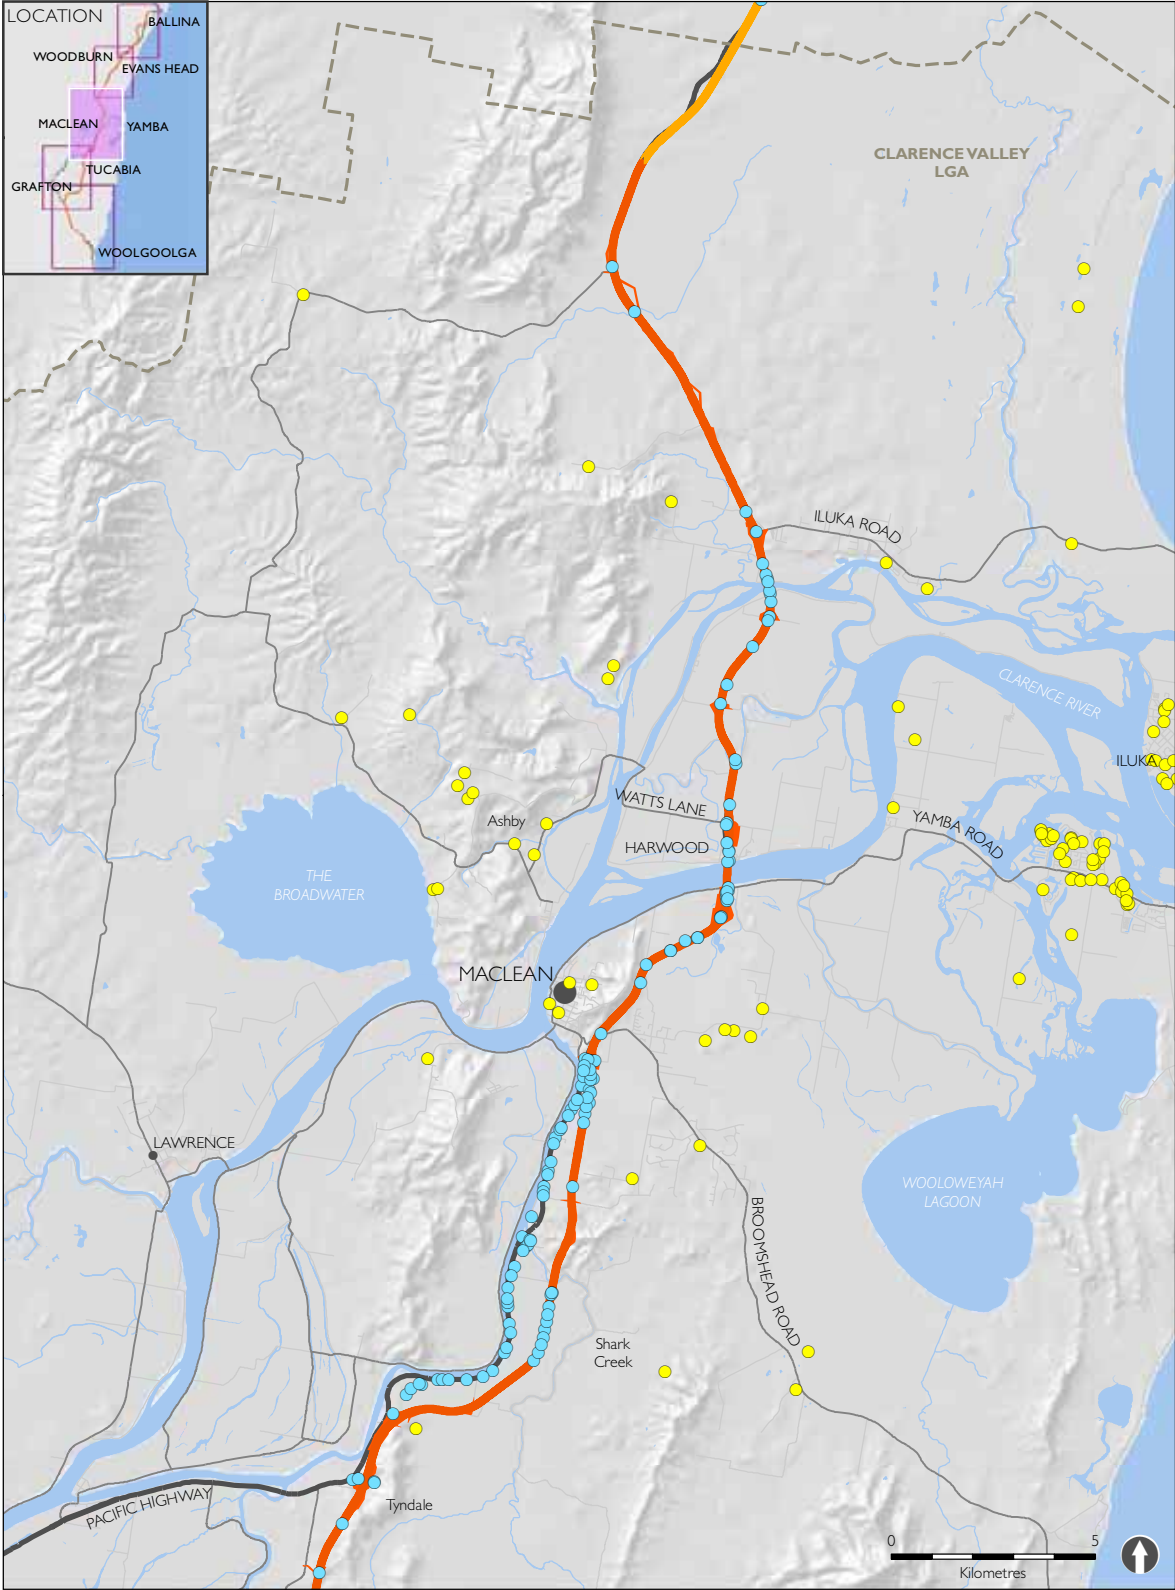 LOCATION
BALLINA
WOODBURN
EVANS HEAD
MACLEAN
YAMBA
TUCABIA
GRAFTON
WOOLGOOLGA
CLARENCE VALLEY
LGA
ILUKA ROAD
CLARENCE RIVER
ILUKA
WATTS LANE
YAMBA ROAD
Ashby
HARWOOD
THE
BROADWATER
MACLEAN
LAWRENCE
WOOLOWEYAH
LAGOON
BROOMSHEAD ROAD
Shark
Creek
PACIFIC HIGHWAY
Tyndale
0 5
Kilometres